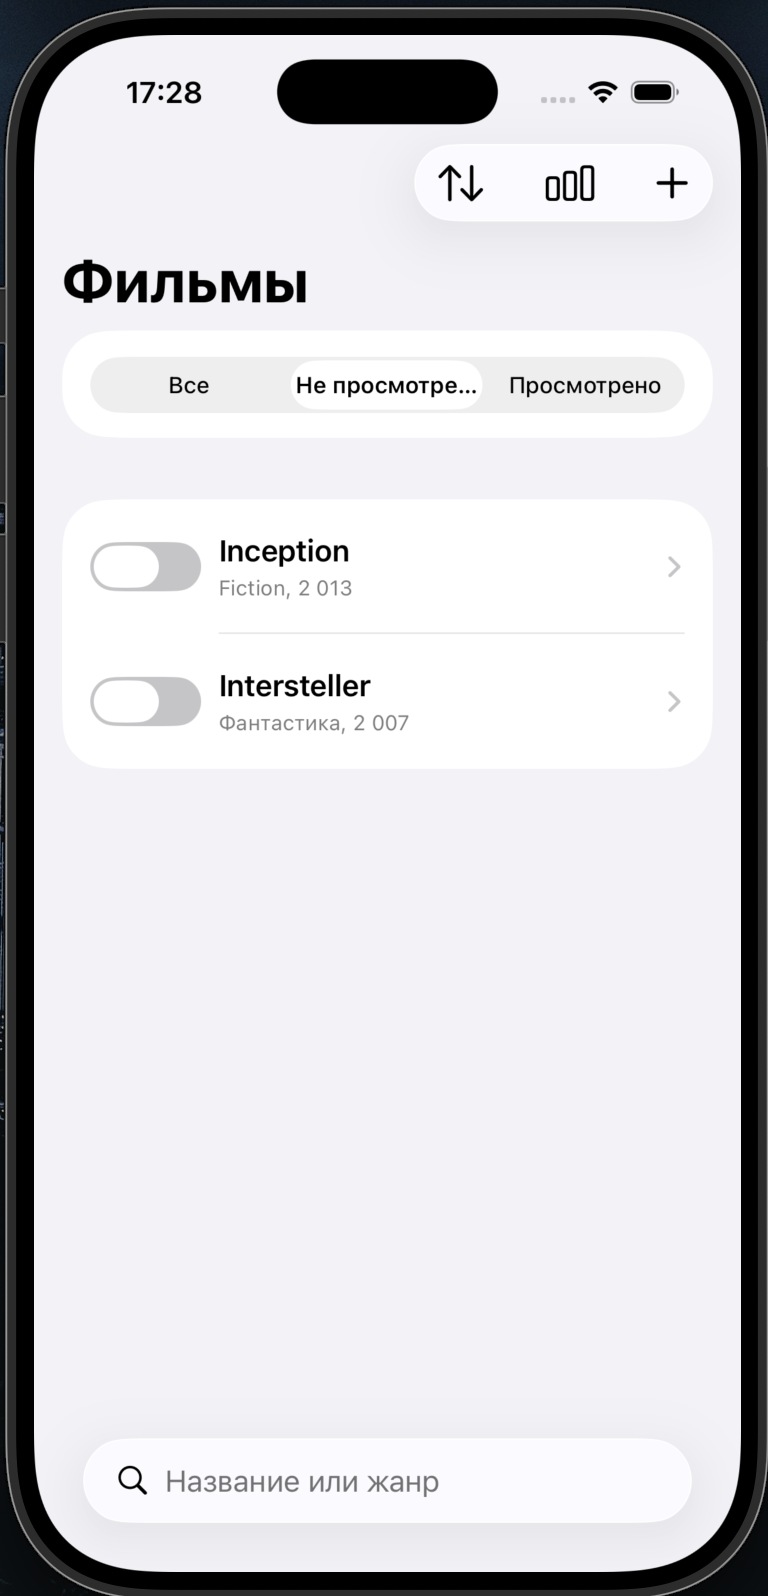 17:28
Фильмы
Все
Не просмотре...
Просмотрено
Inception
Fiction, 2 013
Intersteller
Фантастика, 2 007
Название или жанр